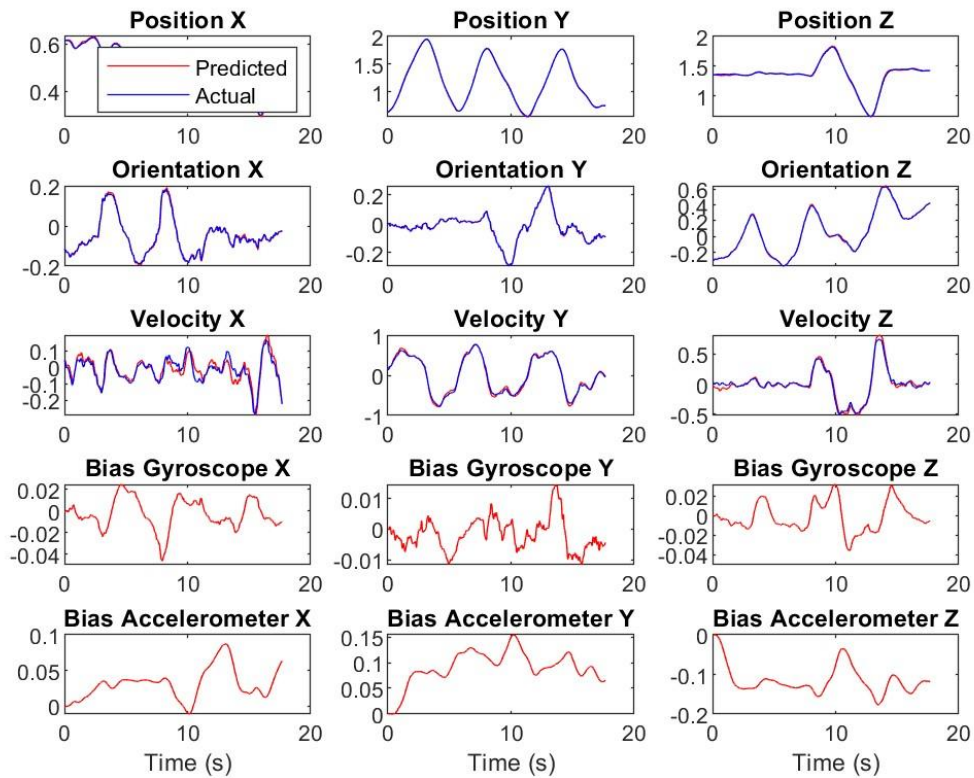 Position X Position Y Position Z
0.6
0.4
Predicted
Actual
0 10 20
2
1.5
1
0 10 20
2
1.5
1
0 10 20
Orientation X Orientation Y Orientation Z
0.2
0
-0.2
0 10 20
0.2
0
-0.2
0 10 20
0.6
0.4
0.2
0
-0.2
0 10 20
Velocity X Velocity Y Velocity Z
0.1
0
-0.1
-0.2
0 10 20
1
0
-1
0 10 20
0.5
0
-0.5
0 10 20
Bias Gyroscope X Bias Gyroscope Y Bias Gyroscope Z
0.02
0
-0.02
-0.04
0 10 20
0.01
0
-0.01
0 10 20
0.02
0
-0.02
-0.04
0 10 20
Bias Accelerometer X Bias Accelerometer Y Bias Accelerometer Z
0.1
0.05
0
0 10 20
0.15
0.1
0.05
0
0 10 20
0
-0.1
-0.2
0 10 20
Time (s) Time (s) Time (s)